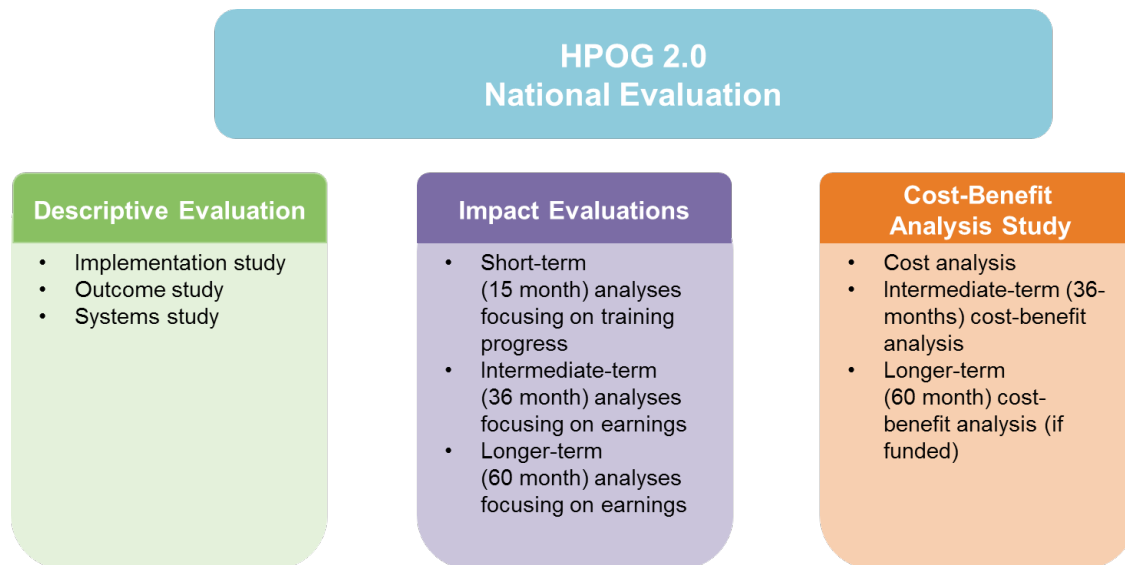 HPOG 2.0
National Evaluation
Descriptive Evaluation
• Implementation study
• Outcome study
• Systems study
Impact Evaluations
• Short-term
(15 month) analyses
focusing on training
progress
• Intermediate-term
(36 month) analyses
focusing on earnings
• Longer-term
(60 month) analyses
focusing on earnings
Cost-Benefit
Analysis Study
• Cost analysis
• Intermediate-term (36-
months) cost-benefit
analysis
• Longer-term
(60 month) cost-
benefit analysis (if
funded)